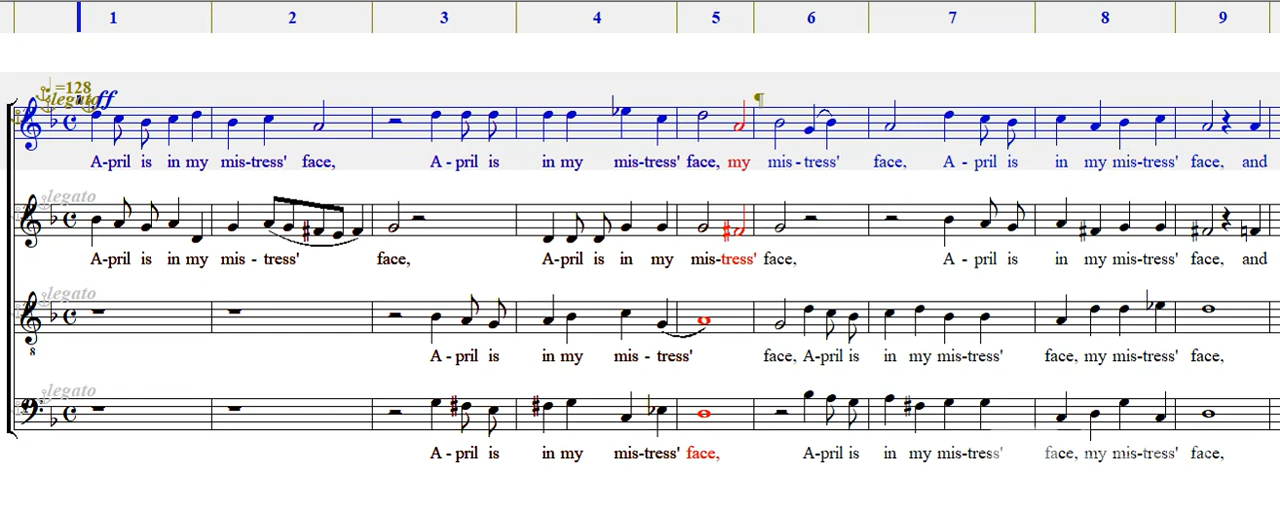 1 2 3 4 5 6 7 8 9
=128
legato ff
A-pril is in my mis-tress' face, A - pril is in my mis-tress' face, my mis - tress' face, A - pril is in my mis-tress' face, and
legato
A-pril is in my mis - tress' face, A-pril is in my mis-tress' face, A - pril is in my mis-tress' face, and
legato
8
A - pril is in my mis - tress' face, A-pril is in my mis-tress' face, my mis-tress' face,
legato
A - pril is in my mis-tress' face, A-pril is in my mis-tress' face, my mis-tress' face,